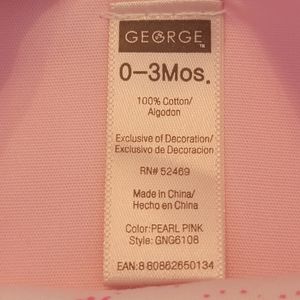 GEORGE
0-3Mos.
100% Cotton/
Algodon
Exclusive of Decoration/
Exclusivo de Decoracion
RN# 52469
Made in China/
Hecho en China
Color: PEARL PINK
Style: GNG6108
EAN: 8 80862650134